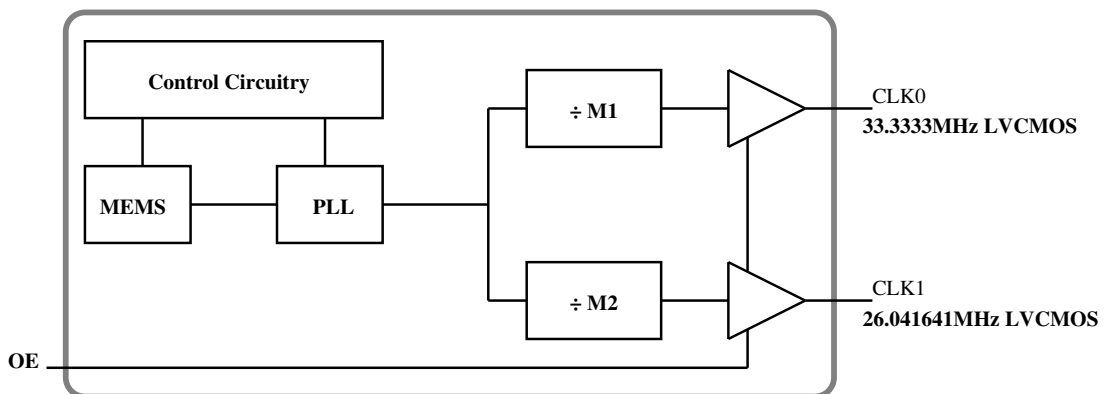 Control Circuitry
MEMS
PLL
÷ M1
÷ M2
CLK0
33.3333MHz LVCMOS
CLK1
26.041641MHz LVCMOS
OE